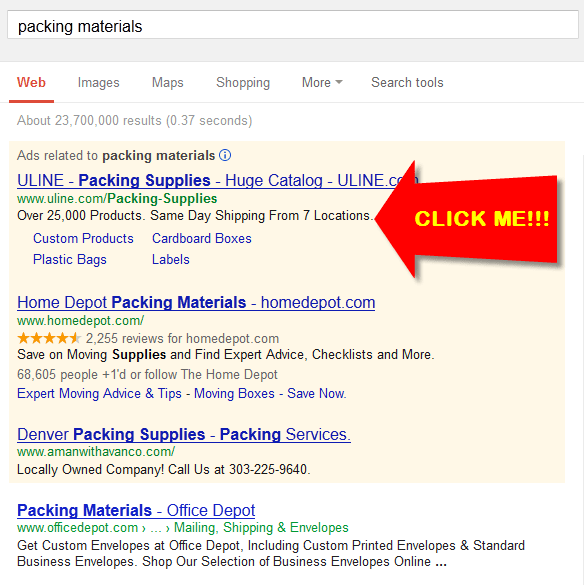 packing materials
Web Images Maps Shopping More Search tools
About 23,700,000 results (0.37 seconds)
Ads related to packing materials
ULINE - Packing Supplies - Huge Catalog - ULINE.com
www.uline.com/Packing-Supplies
Over 25,000 Products. Same Day Shipping From 7 Locations.
CLICK ME!!!
Custom Products Cardboard Boxes
Plastic Bags Labels
Home Depot Packing Materials - homedepot.com
www.homedepot.com/
2,255 reviews for homedepot.com
Save on Moving Supplies and Find Expert Advice, Checklists and More.
68,605 people +1'd or follow The Home Depot
Expert Moving Advice & Tips - Moving Boxes - Save Now.
Denver Packing Supplies - Packing Services.
www.amanwithavanco.com/
Locally Owned Company! Call Us at 303-225-9640.
Packing Materials - Office Depot
www.officedepot.com › ... › Mailing, Shipping & Envelopes
Get Custom Envelopes at Office Depot, Including Custom Printed Envelopes & Standard
Business Envelopes. Shop Our Selection of Business Envelopes Online ...